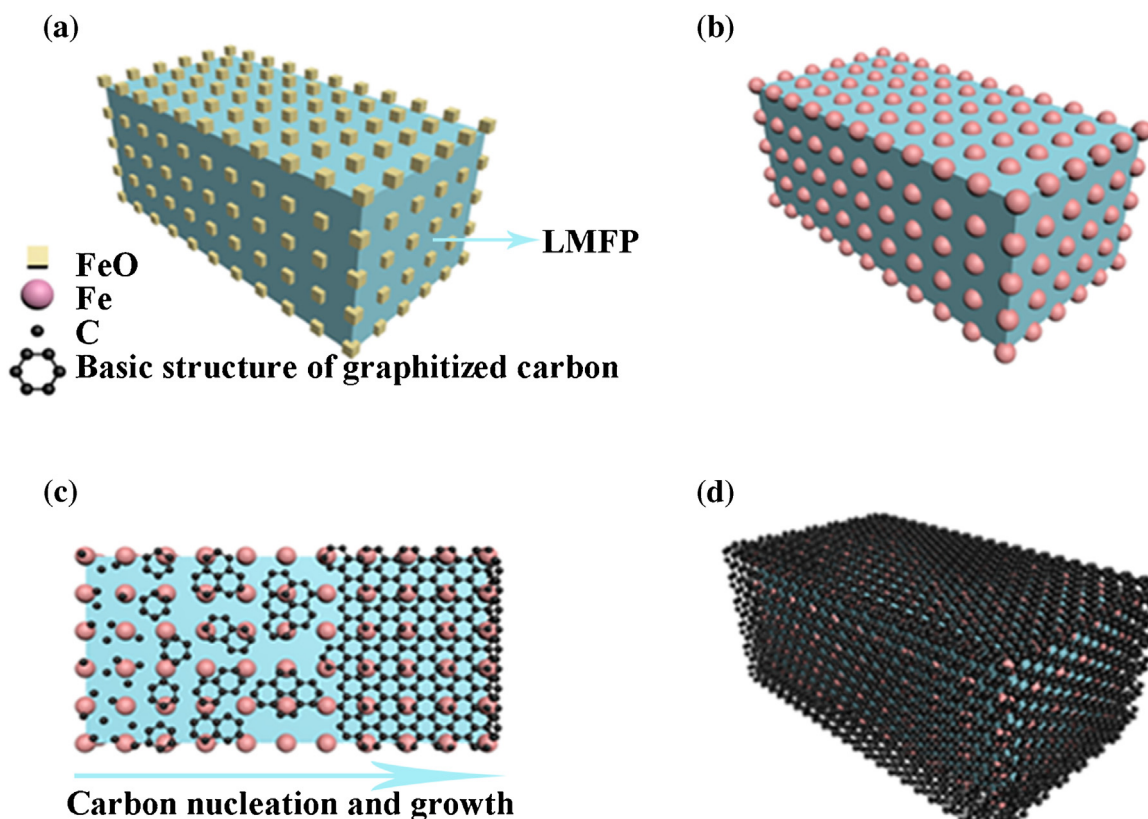 (a)
(b)
LMFP
FeO
Fe
C
Basic structure of graphitized carbon
(c)
(d)
Carbon nucleation and growth